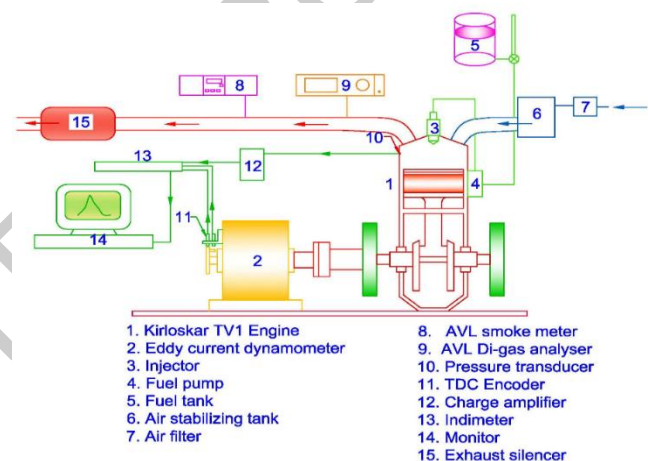 5
8
9
7
6
15
3
10
13
12
1
4
11
14
2
1. Kirloskar TV1 Engine
2. Eddy current dynamometer
3. Injector
4. Fuel pump
5. Fuel tank
6. Air stabilizing tank
7. Air filter
8. AVL smoke meter
9. AVL Di-gas analyser
10. Pressure transducer
11. TDC Encoder
12. Charge amplifier
13. Indimeter
14. Monitor
15. Exhaust silencer